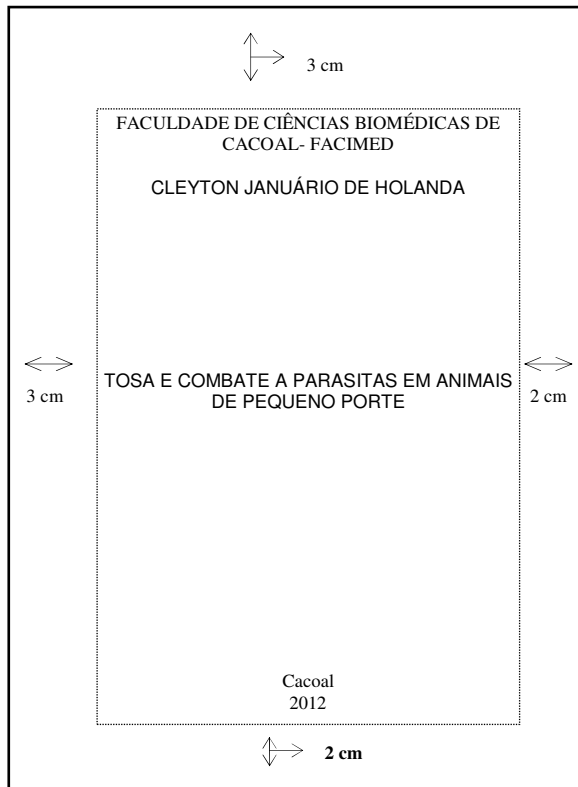 3 cm
FACULDADE DE CIÊNCIAS BIOMÉDICAS DE
CACOAL- FACIMED
CLEYTON JANUÁRIO DE HOLANDA
TOSA E COMBATE A PARASITAS EM ANIMAIS
DE PEQUENO PORTE
3 cm
2 cm
Cacoal
2012
2 cm